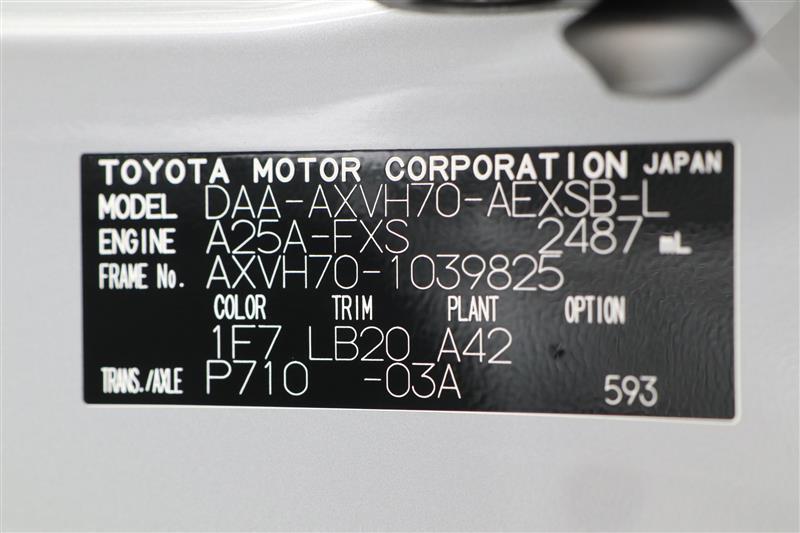 TOYOTA MOTOR CORPORATION JAPAN
MODEL DAA-AXVH70-AEXSB-L
ENGINE A25A-FXS 2487 mL
FRAME No. AXVH70-1039825
COLOR TRIM PLANT OPTION
1F7 LB20 A42
TRANS./AXLE P710 -03A 593